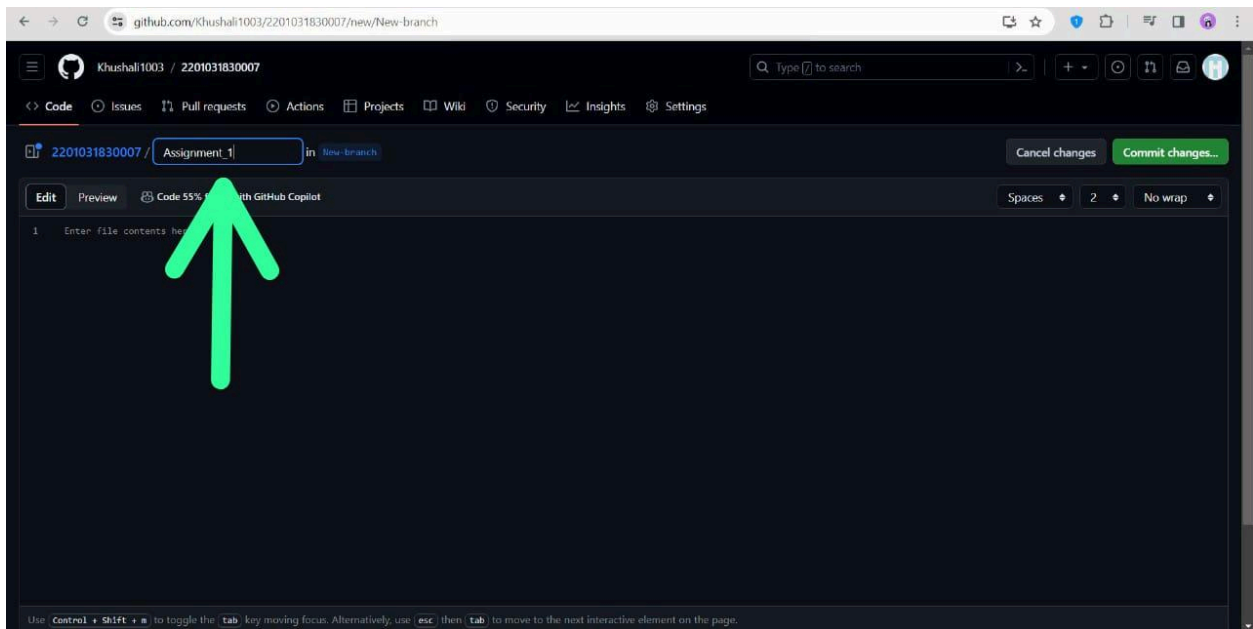 github.com/Khushali1003/2201031830007/new/New-branch
Khushali1003 / 2201031830007
Type / to search
Code Issues Pull requests Actions Projects Wiki Security Insights Settings
2201031830007 / Assignment_1 in New-branch
Cancel changes Commit changes...
Edit Preview Code 55% with GitHub Copilot
Spaces 2 No wrap
1 Enter file contents
Use Control + Shift + m to toggle the tab key moving focus. Alternatively, use esc then tab to move to the next interactive element on the page.